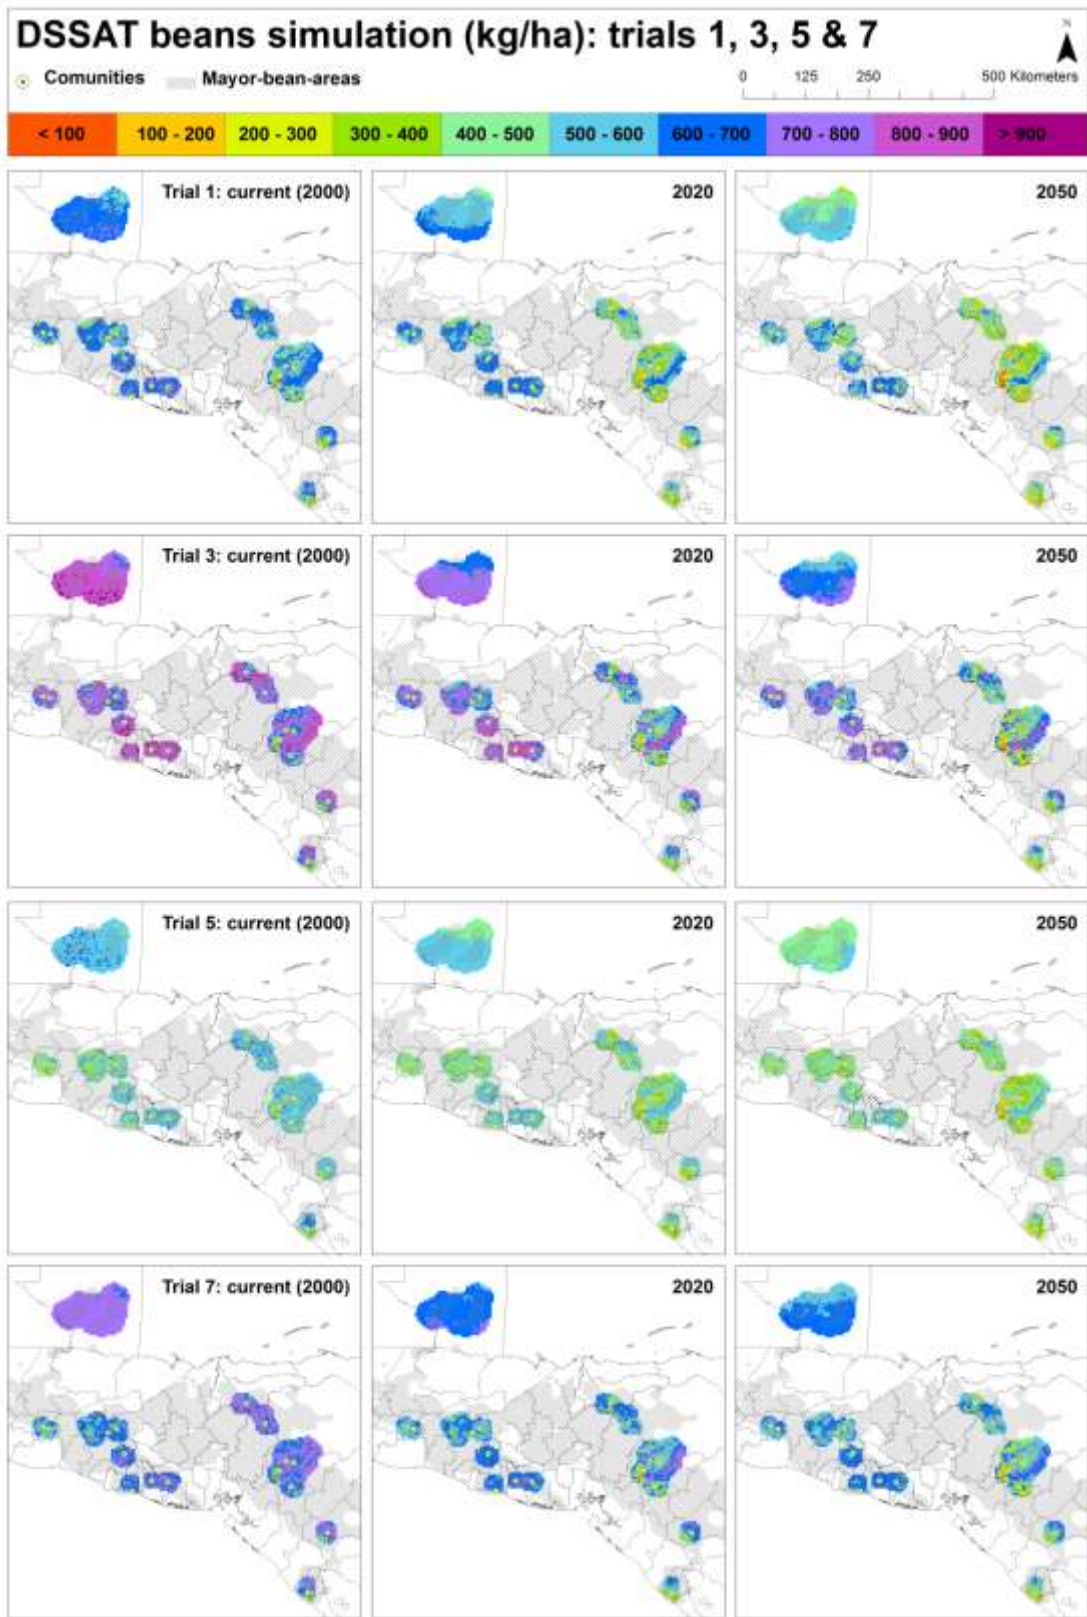 DSSAT beans simulation (kg/ha): trials 1, 3, 5 & 7
N
Comunities Mayor-bean-areas
0 125 250 500 Kilometers
< 100 100 - 200 200 - 300 300 - 400 400 - 500 500 - 600 600 - 700 700 - 800 800 - 900 > 900
Trial 1: current (2000) 2020 2050
Trial 3: current (2000) 2020 2050
Trial 5: current (2000) 2020 2050
Trial 7: current (2000) 2020 2050